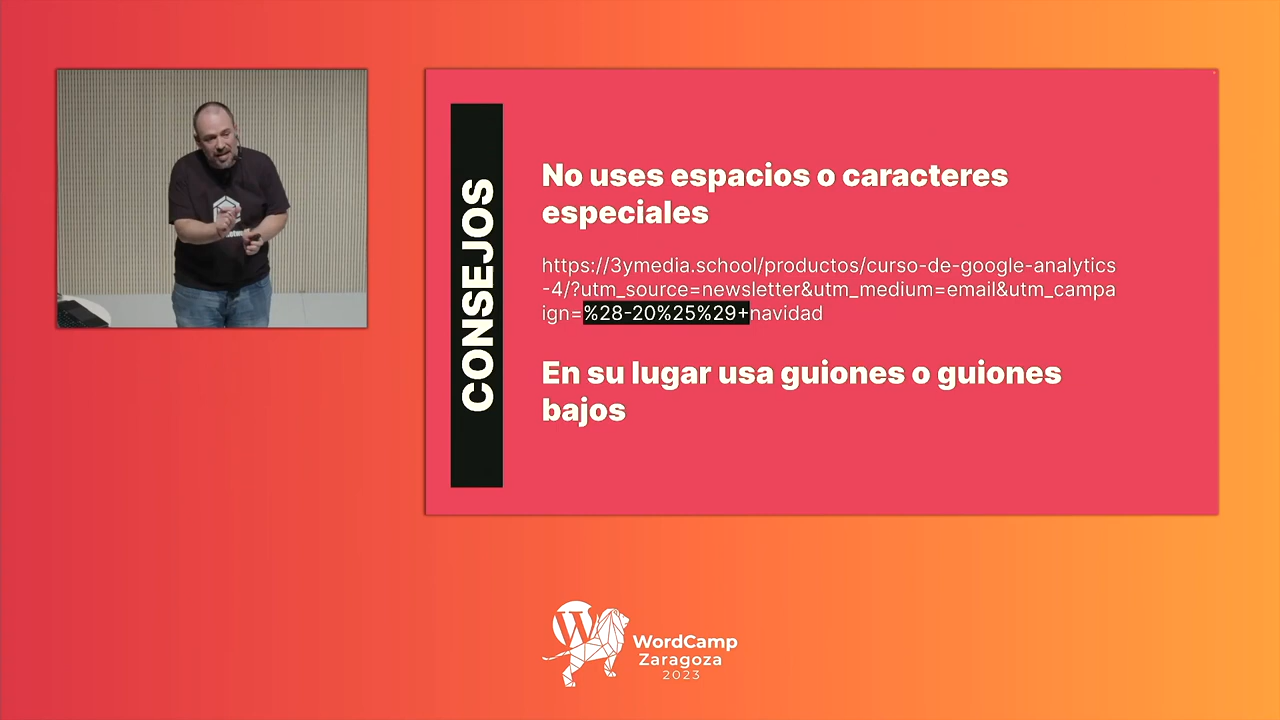 CONSEJOS
No uses espacios o caracteres
especiales
https://3ymedia.school/productos/curso-de-google-analytics
-4/?utm_source=newsletter&utm_medium=email&utm_campa
ign=%28-20%25%29+navidad
En su lugar usa guiones o guiones
bajos
WordCamp
Zaragoza
2023